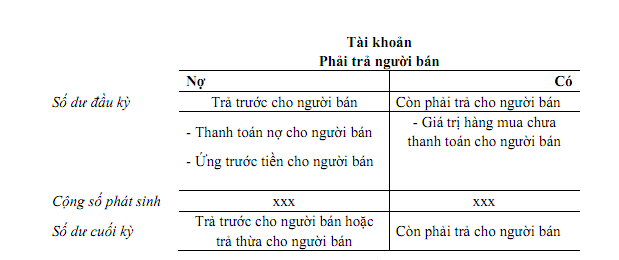 Tài khoản
Phải trả người bán
Nợ Có
Số dư đầu kỳ Trả trước cho người bán Còn phải trả cho người bán
- Thanh toán nợ cho người bán
- Ứng trước tiền cho người bán
- Giá trị hàng mua chưa
thanh toán cho người bán
Cộng số phát sinh xxx xxx
Số dư cuối kỳ
Trả trước cho người bán hoặc
trả thừa cho người bán
Còn phải trả cho người bán